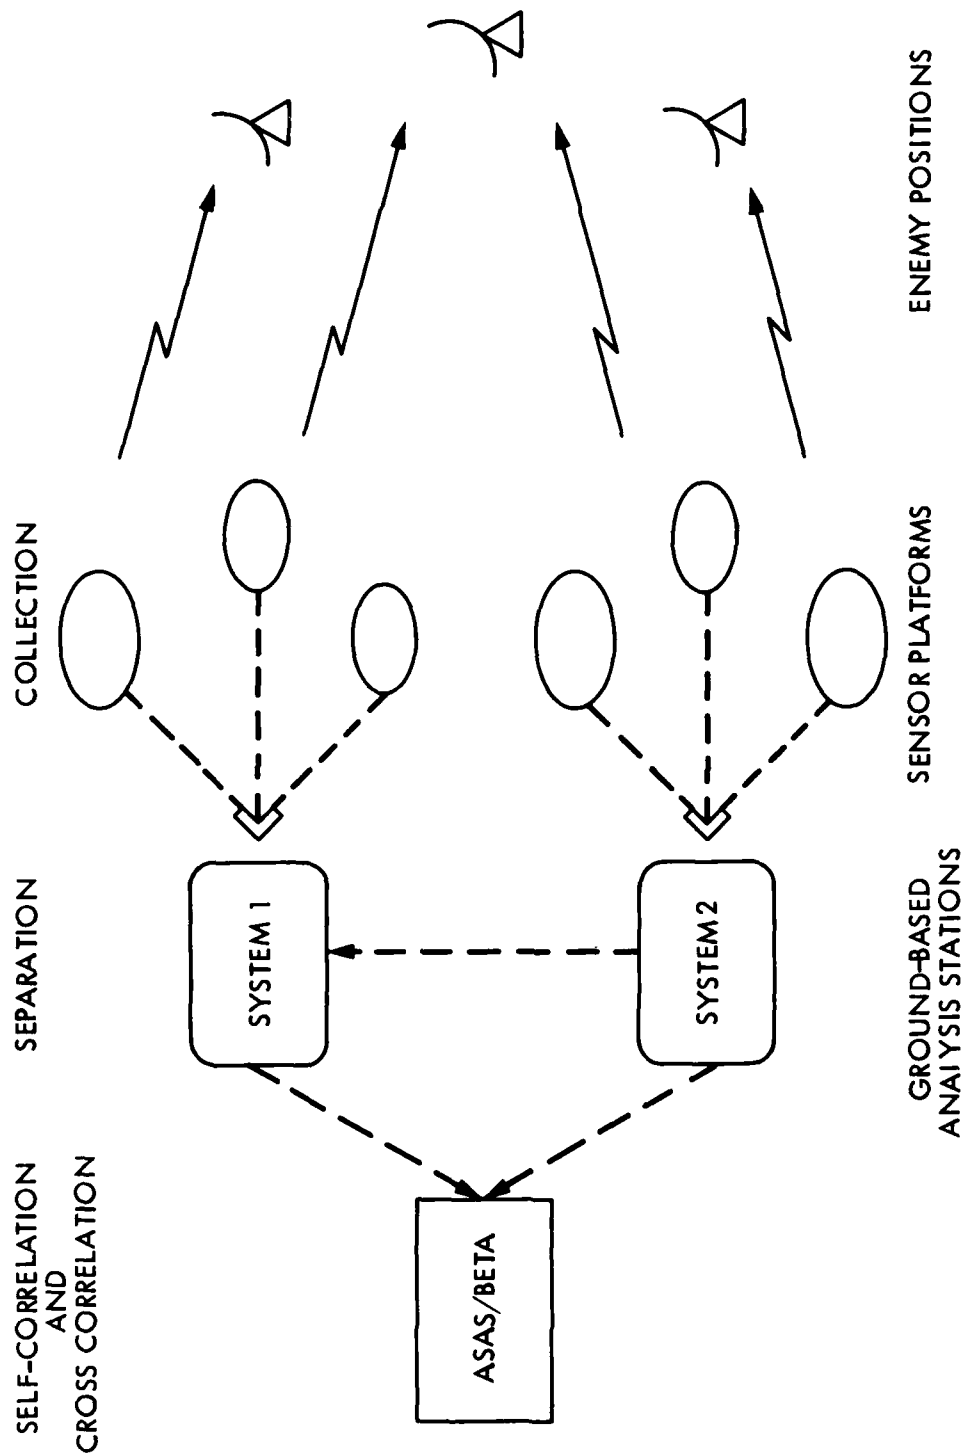 SELF-CORRELATION
AND
CROSS CORRELATION
SEPARATION
COLLECTION
SYSTEM 1
ASAS/BETA
SYSTEM 2
GROUND-BASED
ANALYSIS STATIONS
SENSOR PLATFORMS
ENEMY POSITIONS